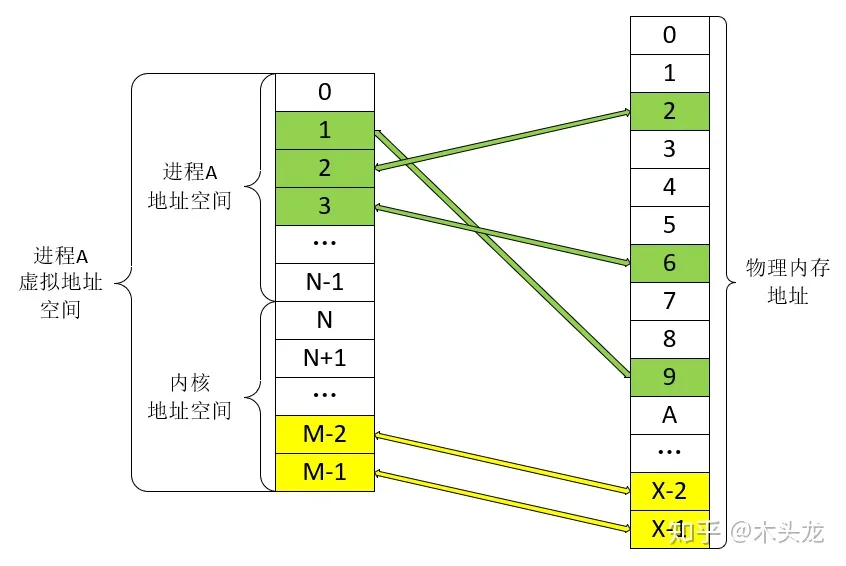 进程A
虚拟地址
空间
进程A
地址空间
内核
地址空间
0
1
2
3
...
N-1
N
N+1
...
M-2
M-1
0
1
2
3
4
5
6
7
8
9
A
...
X-2
X-1
物理内存
地址
知乎 @木头龙